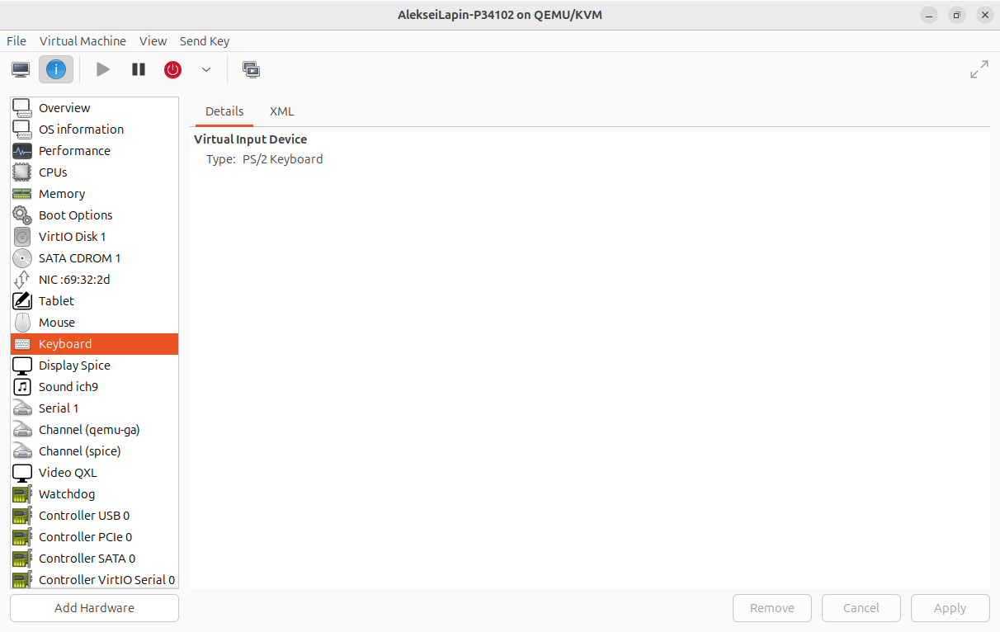 AlekseiLapin-P34102 on QEMU/KVM
File Virtual Machine View Send Key
Overview
OS information
Performance
CPUs
Memory
Boot Options
VirtIO Disk 1
SATA CDROM 1
NIC :69:32:2d
Tablet
Mouse
Keyboard
Display Spice
Sound ich9
Serial 1
Channel (qemu-ga)
Channel (spice)
Video QXL
Watchdog
Controller USB 0
Controller PCIe 0
Controller SATA 0
Controller VirtIO Serial 0
Add Hardware
Details XML
Virtual Input Device
Type: PS/2 Keyboard
Remove Cancel Apply